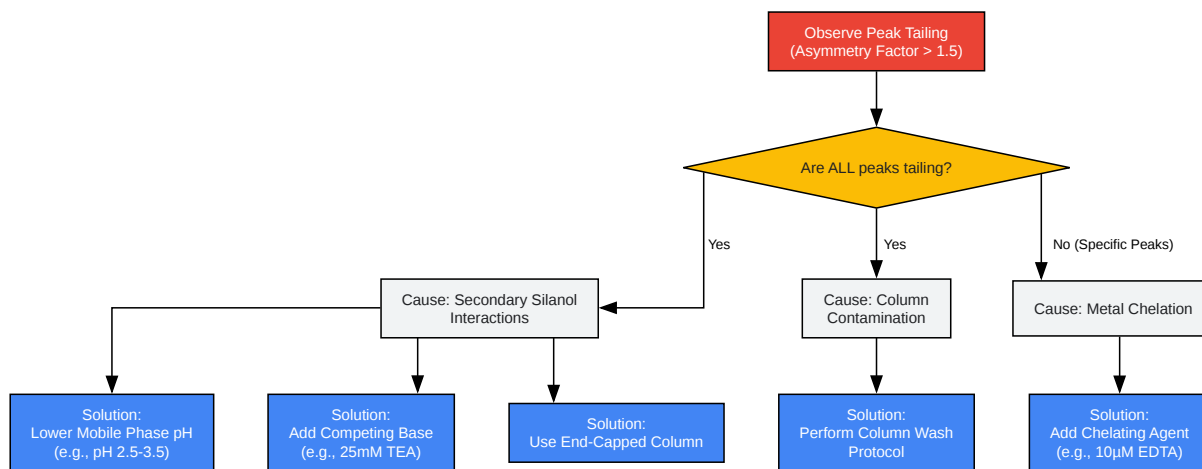 Observe Peak Tailing
(Asymmetry Factor > 1.5)
Are ALL peaks tailing?
Yes
Yes
No (Specific Peaks)
Cause: Secondary Silanol
Interactions
Cause: Column
Contamination
Cause: Metal Chelation
Solution:
Lower Mobile Phase pH
(e.g., pH 2.5-3.5)
Solution:
Add Competing Base
(e.g., 25mM TEA)
Solution:
Use End-Capped Column
Solution:
Perform Column Wash
Protocol
Solution:
Add Chelating Agent
(e.g., 10µM EDTA)